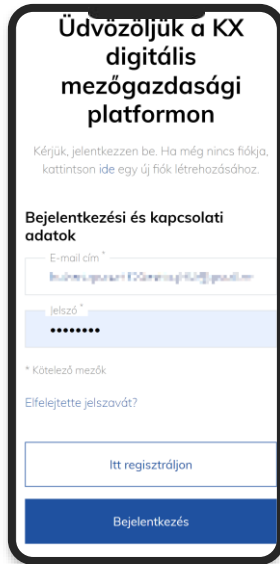 Üdvözöljük a KX
digitális
mezőgazdasági
platformon
Kérjük, jelentkezzen be. Ha még nincs fiókja,
kattintson ide egy új fiók létrehozásához.
Bejelentkezési és kapcsolati
adatok
E-mail cím *
Jelszó *
••••••••
* Kötelező mezők
Elfelejtette jelszavát?
Itt regisztráljon
Bejelentkezés